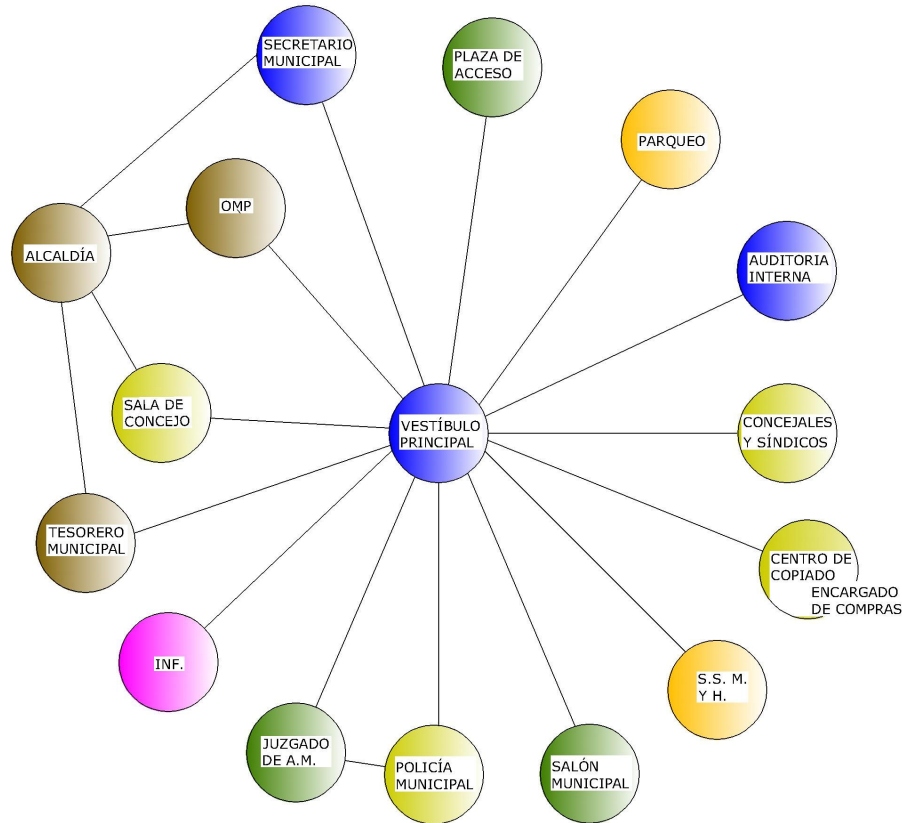 SECRETARIO
MUNICIPAL
PLAZA DE
ACCESO
PARQUEO
OMP
ALCALDÍA
AUDITORIA
INTERNA
SALA DE
CONCEJO
VESTÍBULO
PRINCIPAL
CONCEJALES
Y SÍNDICOS
TESORERO
MUNICIPAL
CENTRO DE
COPIADO
ENCARGADO
DE COMPRAS
INF.
S.S. M.
Y H.
JUZGADO
DE A.M.
POLICÍA
MUNICIPAL
SALÓN
MUNICIPAL